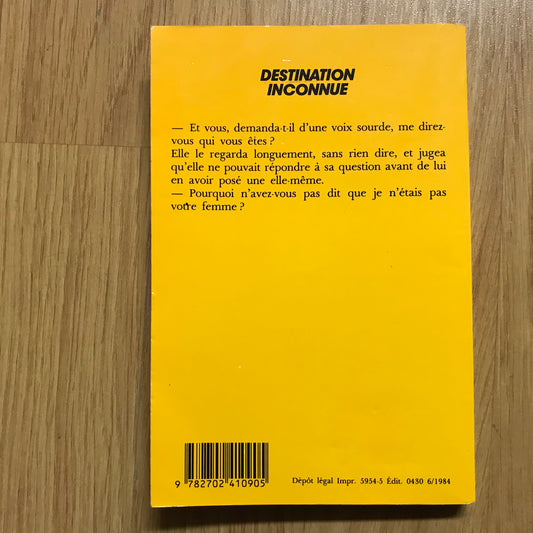 DESTINATION
INCONNUE
— Et vous, demanda-t-il d'une voix sourde, me direz-
vous qui vous êtes ?
Elle le regarda longuement, sans rien dire, et jugea
qu'elle ne pouvait répondre à sa question avant de lui
en avoir posé une elle-même.
— Pourquoi n'avez-vous pas dit que je n'étais pas
votre femme ?
9 782702 410905
Dépôt légal Impr. 5954-5 Édit. 0430 6/1984